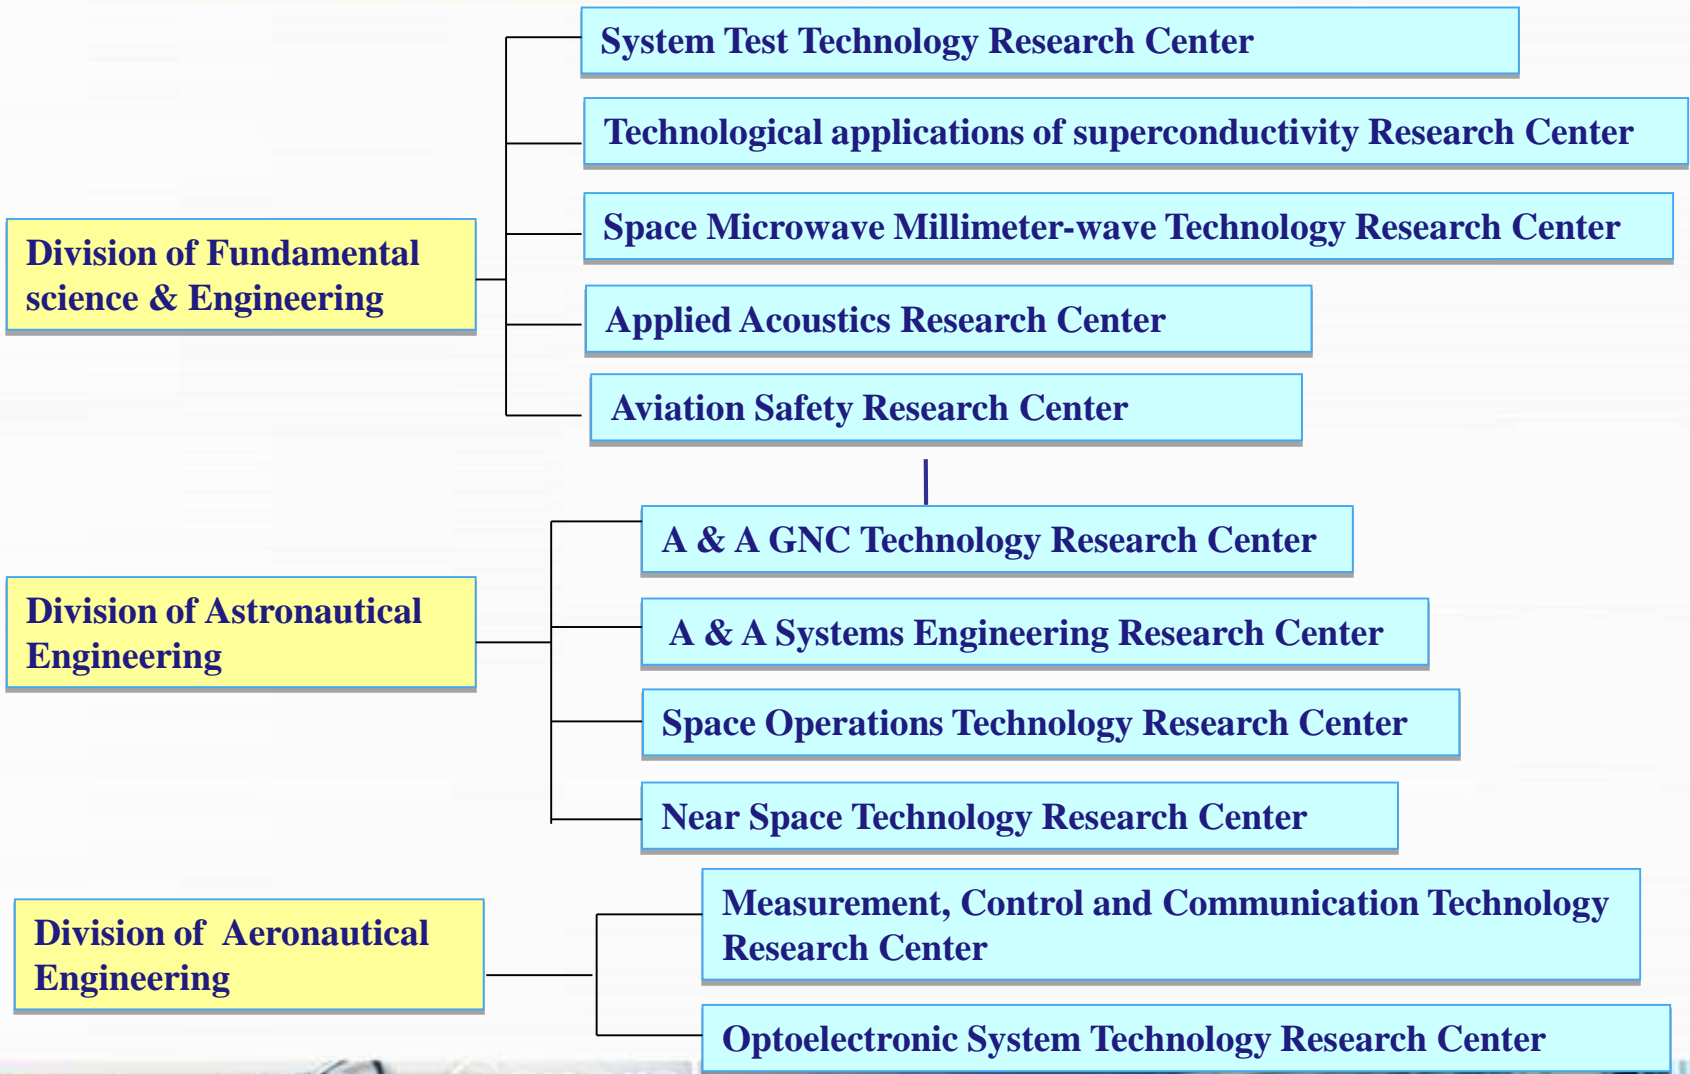 System Test Technology Research Center
Technological applications of superconductivity Research Center
Space Microwave Millimeter-wave Technology Research Center
Division of Fundamental
science & Engineering
Applied Acoustics Research Center
Aviation Safety Research Center
A & A GNC Technology Research Center
Division of Astronautical
Engineering
A & A Systems Engineering Research Center
Space Operations Technology Research Center
Near Space Technology Research Center
Division of Aeronautical
Engineering
Measurement, Control and Communication Technology
Research Center
Optoelectronic System Technology Research Center